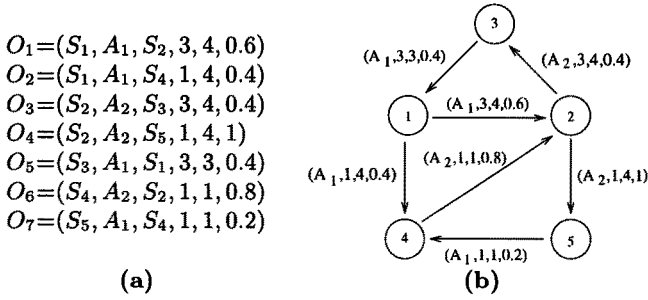 O₁=(S₁, A₁, S₂, 3, 4, 0.6)
O₂=(S₁, A₁, S₄, 1, 4, 0.4)
O₃=(S₂, A₂, S₃, 3, 4, 0.4)
O₄=(S₂, A₂, S₅, 1, 4, 1)
O₅=(S₃, A₁, S₁, 3, 3, 0.4)
O₆=(S₄, A₂, S₂, 1, 1, 0.8)
O₇=(S₅, A₁, S₄, 1, 1, 0.2)
(a)
3
(A₁,3,3,0.4)
(A₂,3,4,0.4)
1
(A₁,3,4,0.6)
2
(A₁,1,4,0.4)
(A₂,1,1,0.8)
(A₂,1,4,1)
4
5
(A₁,1,1,0.2)
(b)